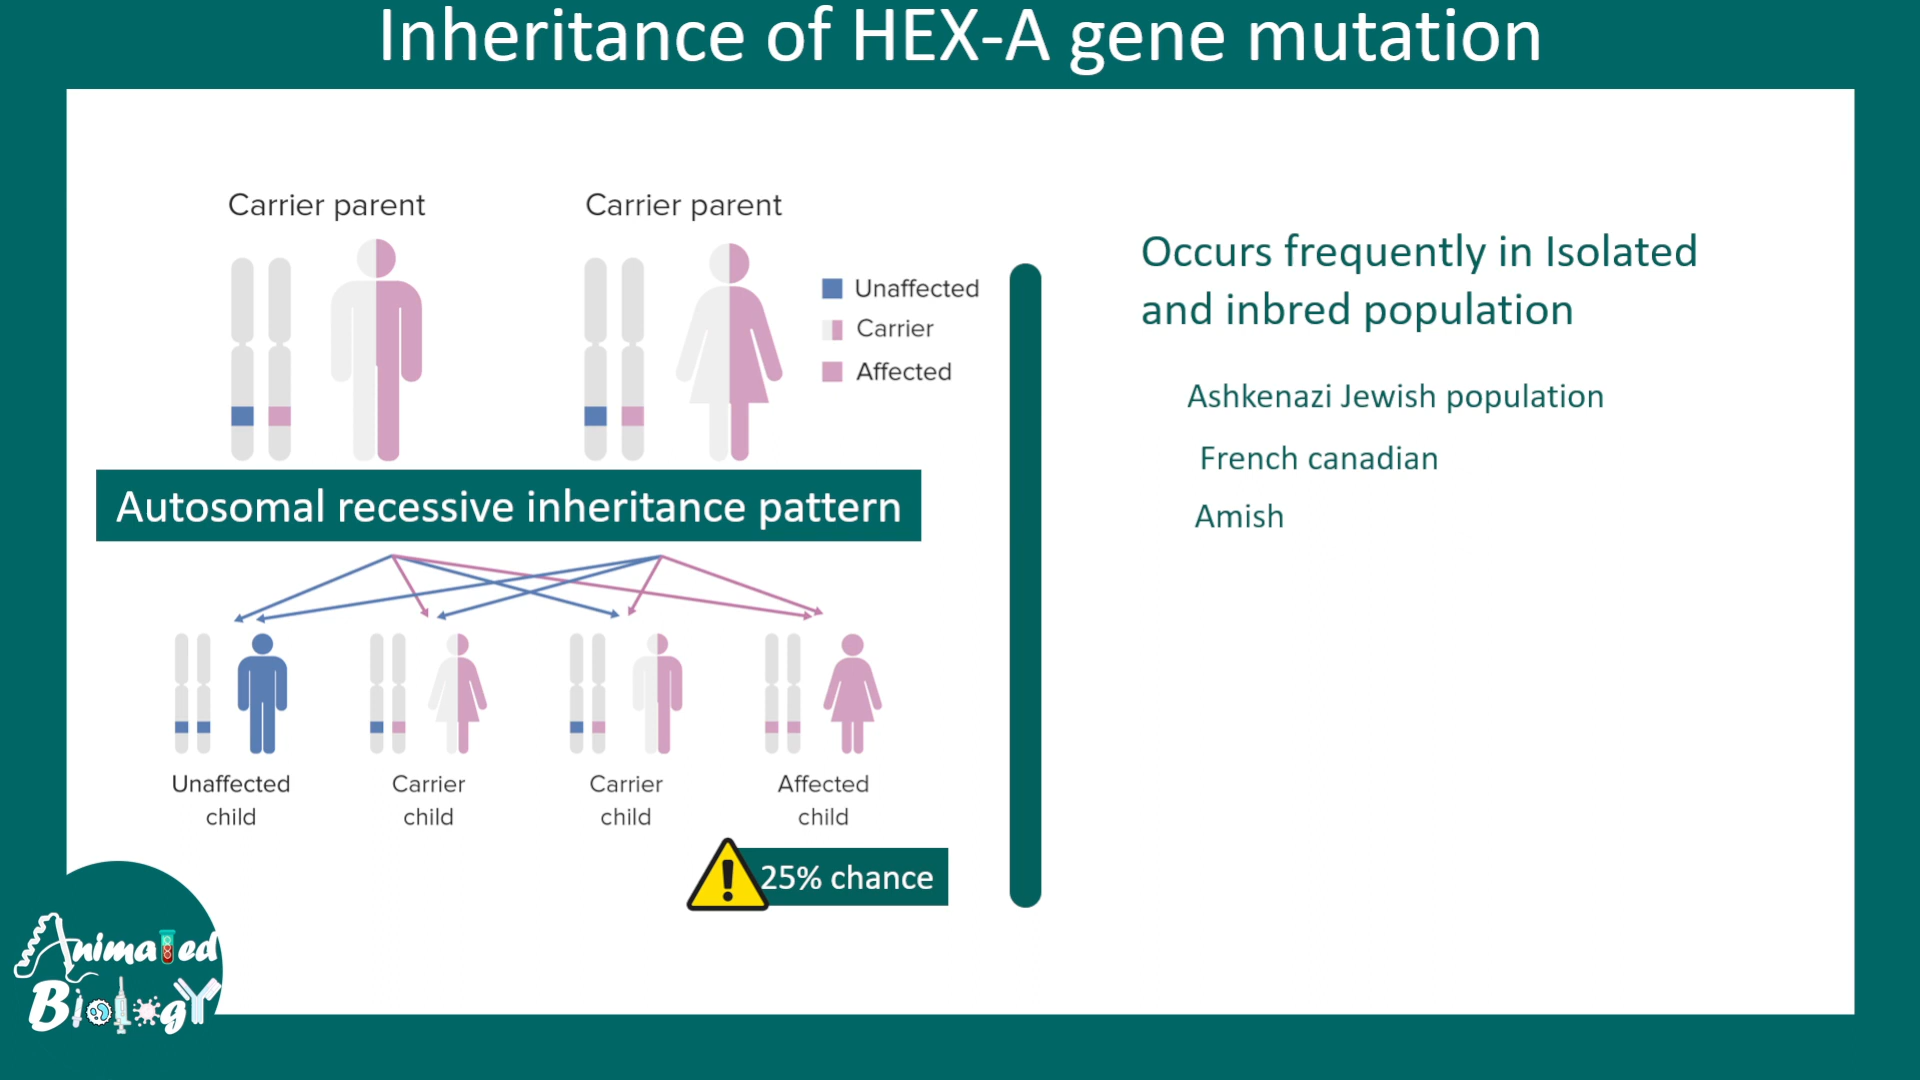 Inheritance of HEX-A gene mutation
Carrier parent
Carrier parent
Unaffected
Carrier
Affected
Autosomal recessive inheritance pattern
Unaffected
child
Carrier
child
Carrier
child
Affected
child
25% chance
Occurs frequently in Isolated
and inbred population
Ashkenazi Jewish population
French canadian
Amish
Animated
Biology